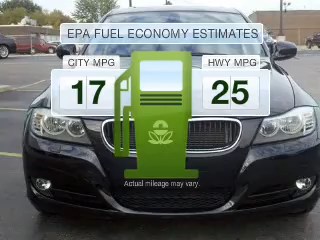 EPA FUEL ECONOMY ESTIMATES
CITY MPG HWY MPG
17 25
Actual mileage may vary.